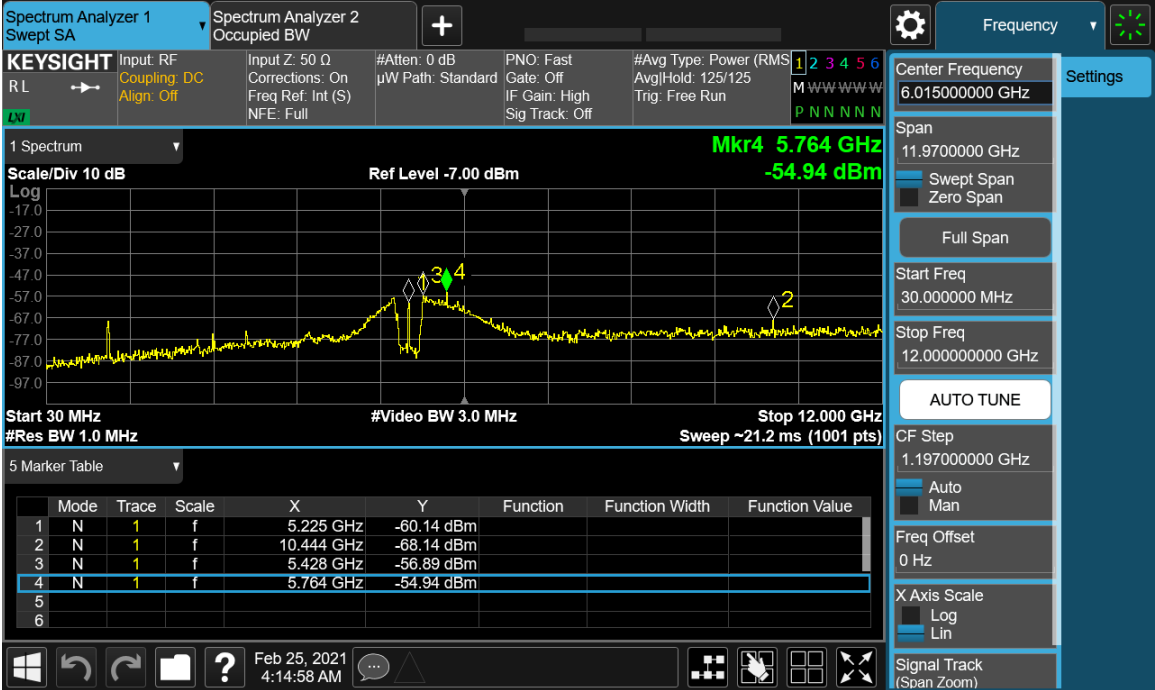 Spectrum Analyzer 1
Swept SA
Spectrum Analyzer 2
Occupied BW
Frequency
KEYSIGHT
R L
LXI
Input: RF
Coupling: DC
Align: Off
Input Z: 50 Ω
Corrections: On
Freq Ref: Int (S)
NFE: Full
#Atten: 0 dB
µW Path: Standard
PNO: Fast
Gate: Off
IF Gain: High
Sig Track: Off
#Avg Type: Power (RMS
Avg|Hold: 125/125
Trig: Free Run
1 2 3 4 5 6
M W W W W W
P N N N N N
Settings
Center Frequency
6.015000000 GHz
Span
11.9700000 GHz
Swept Span
Zero Span
Full Span
Start Freq
30.000000 MHz
Stop Freq
12.000000000 GHz
AUTO TUNE
CF Step
1.197000000 GHz
Auto
Man
Freq Offset
0 Hz
X Axis Scale
Log
Lin
Signal Track
(Span Zoom)
1 Spectrum
Mkr4 5.764 GHz
-54.94 dBm
Scale/Div 10 dB
Ref Level -7.00 dBm
Log
-17.0
-27.0
-37.0
-47.0
-57.0
-67.0
-77.0
-87.0
-97.0
1
3
4
2
Start 30 MHz
#Video BW 3.0 MHz
Stop 12.000 GHz
#Res BW 1.0 MHz
Sweep ~21.2 ms (1001 pts)
5 Marker Table
Mode Trace Scale X Y Function Function Width Function Value
1 N 1 f 5.225 GHz -60.14 dBm
2 N 1 f 10.444 GHz -68.14 dBm
3 N 1 f 5.428 GHz -56.89 dBm
4 N 1 f 5.764 GHz -54.94 dBm
5
6
?
Feb 25, 2021
4:14:58 AM